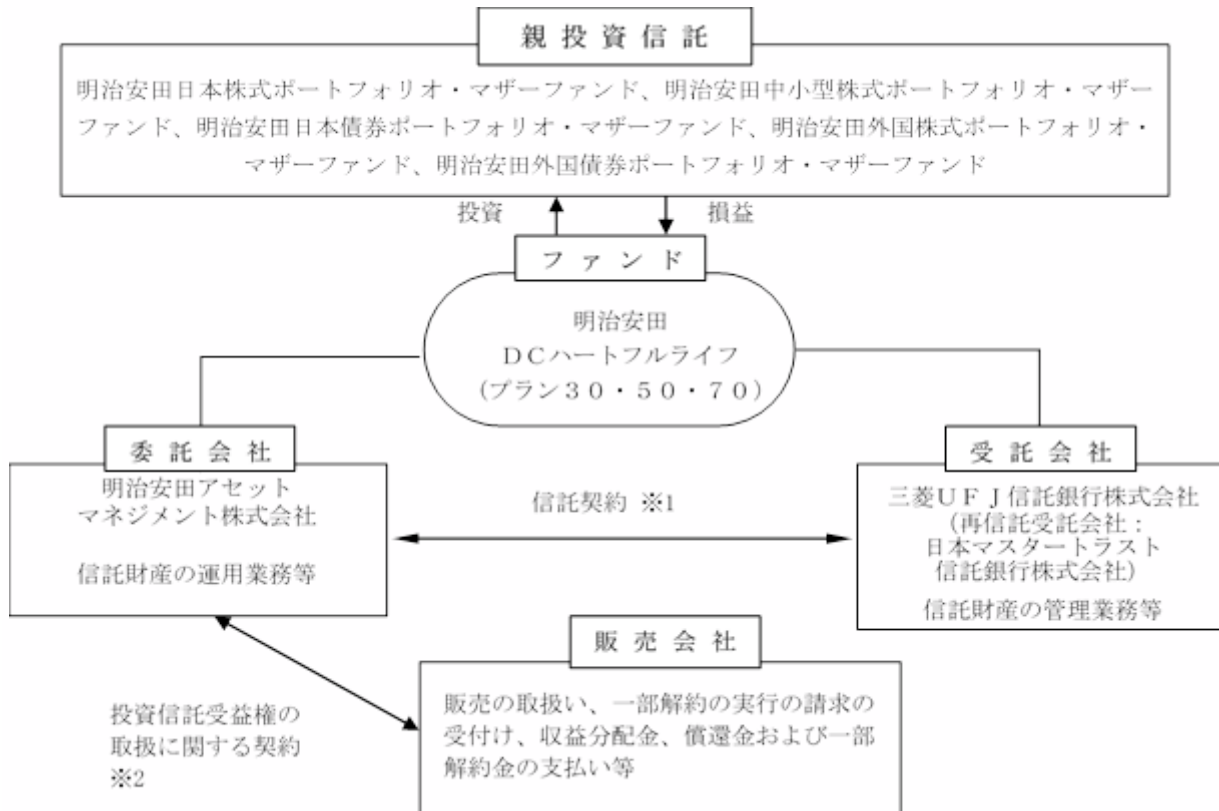 親投資信託
明治安田日本株式ポートフォリオ・マザーファンド、明治安田中小型株式ポートフォリオ・マザー
ファンド、明治安田日本債券ポートフォリオ・マザーファンド、明治安田外国株式ポートフォリオ・
マザーファンド、明治安田外国債券ポートフォリオ・マザーファンド
投資
損益
ファンド
明治安田
DCハートフルライフ
(プラン30・50・70)
委託会社
明治安田アセット
マネジメント株式会社
信託財産の運用業務等
信託契約 ※1
受託会社
三菱UFJ信託銀行株式会社
(再信託受託会社:
日本マスタートラスト
信託銀行株式会社)
信託財産の管理業務等
投資信託受益権の
取扱に関する契約
※2
販売会社
販売の取扱い、一部解約の実行の請求の
受付け、収益分配金、償還金および一部
解約金の支払い等